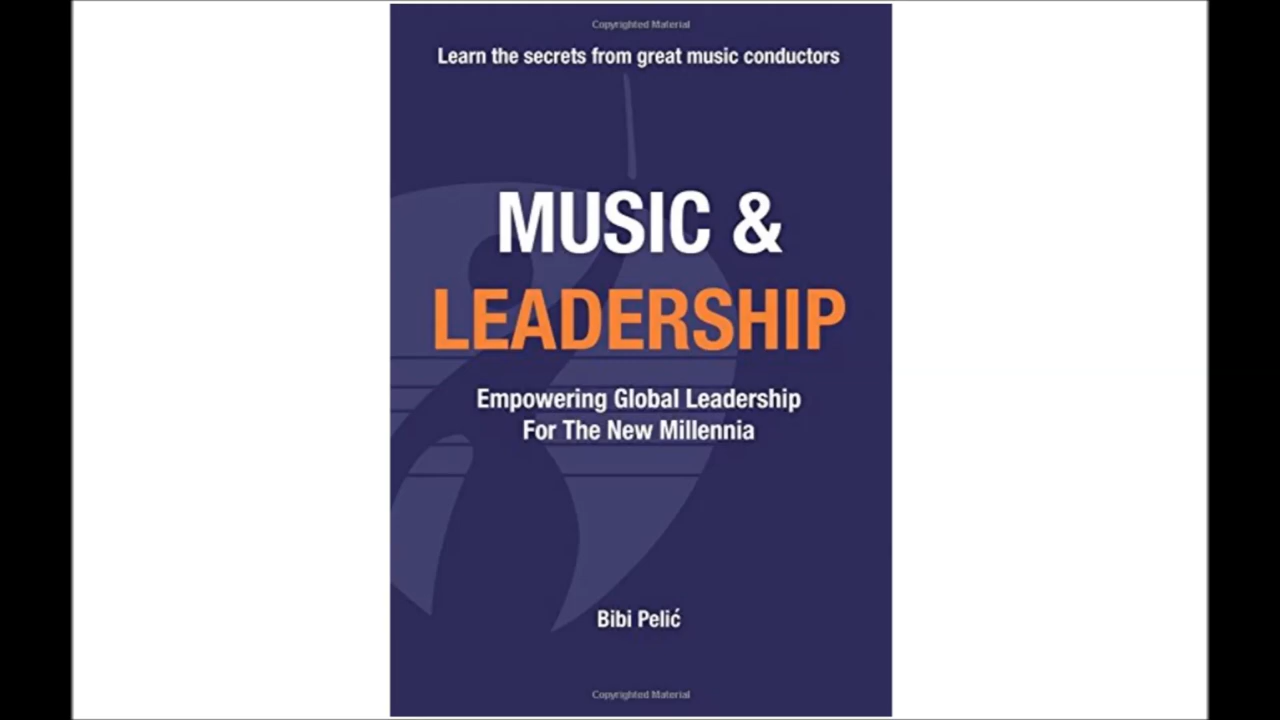 Copyrighted Material
Learn the secrets from great music conductors
MUSIC &
LEADERSHIP
Empowering Global Leadership
For The New Millennia
Bibi Pelić
Copyrighted Material